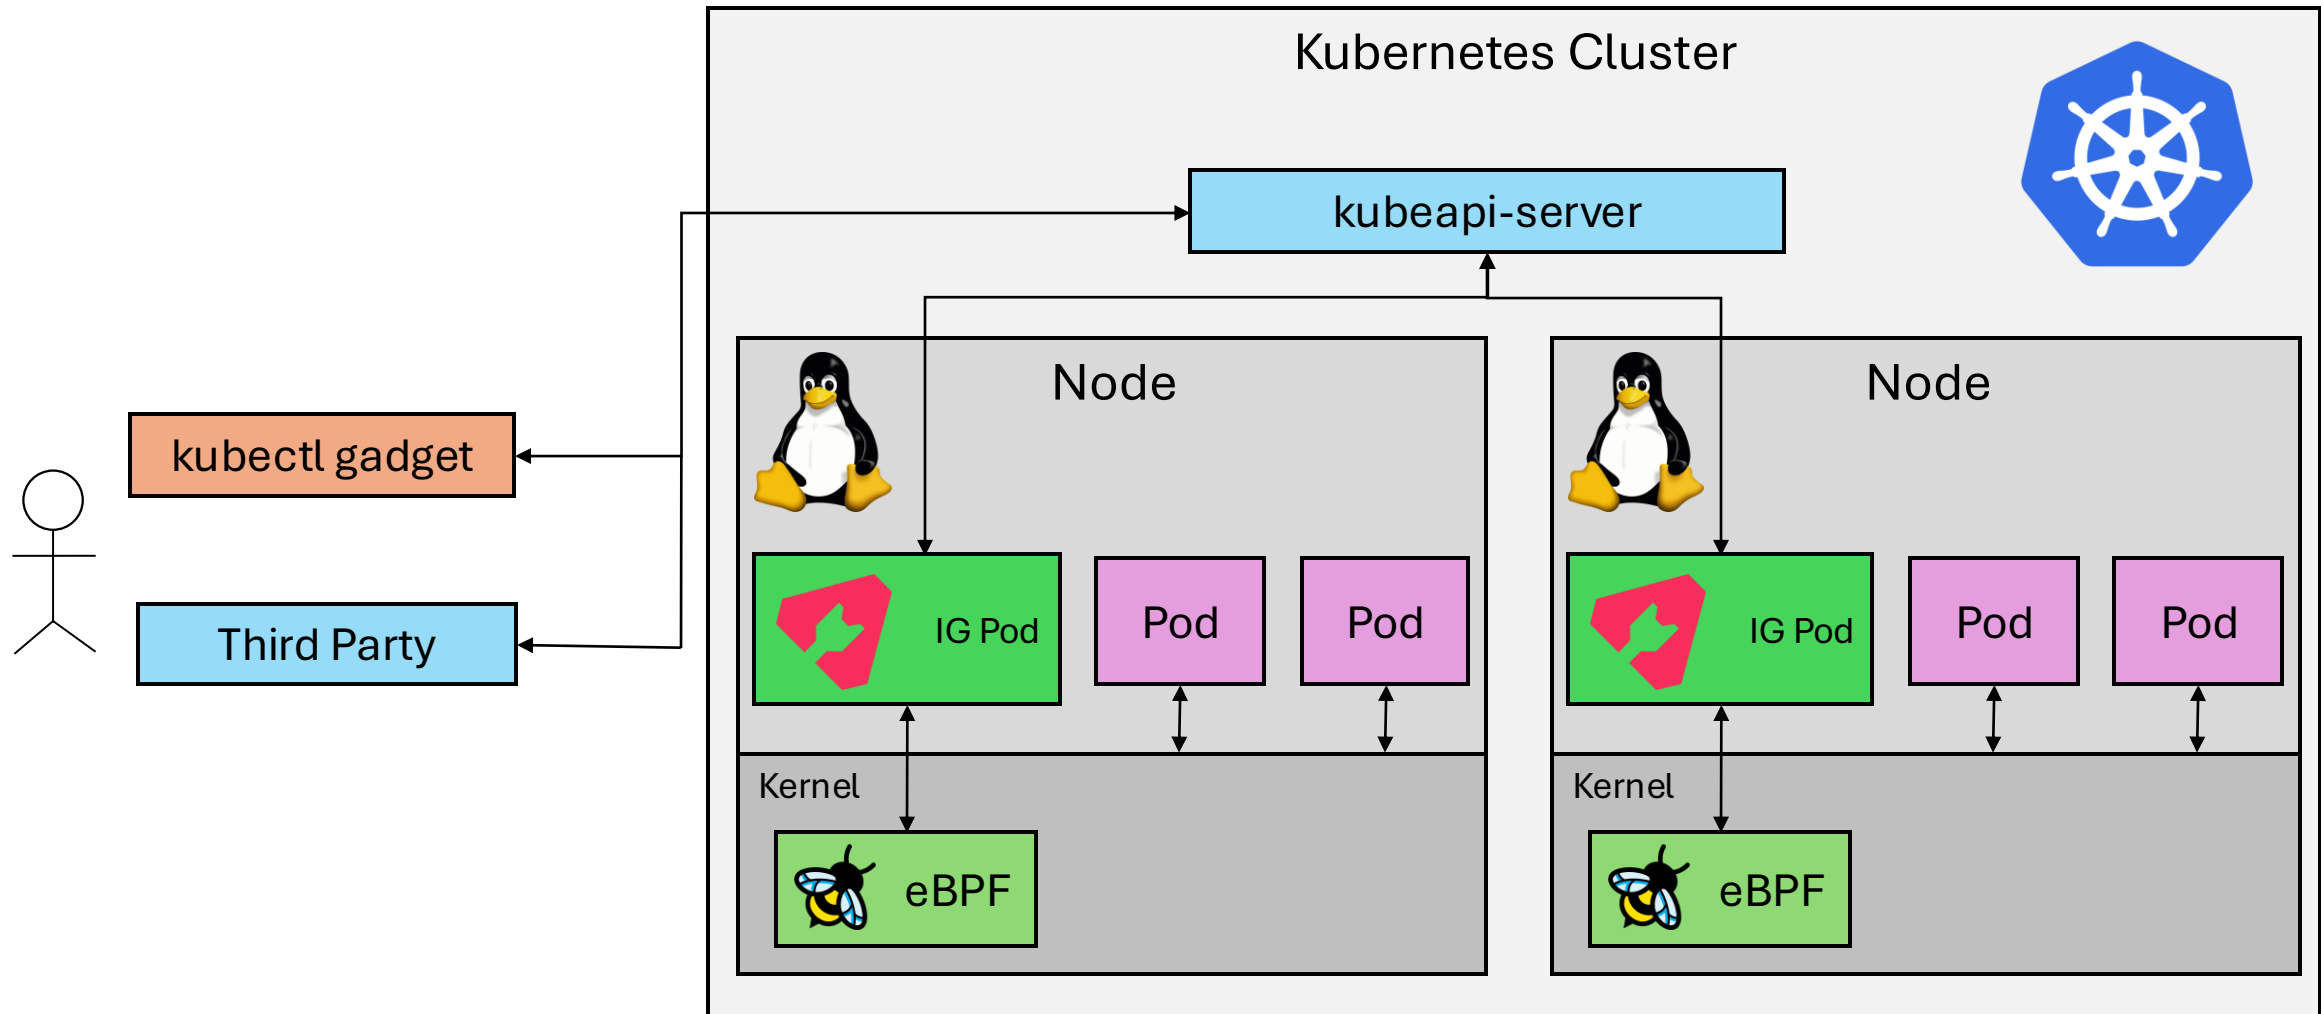 Kubernetes Cluster
kubeapi-server
kubectl gadget
Third Party
Node
IG Pod
Pod
Pod
Kernel
eBPF
Node
IG Pod
Pod
Pod
Kernel
eBPF